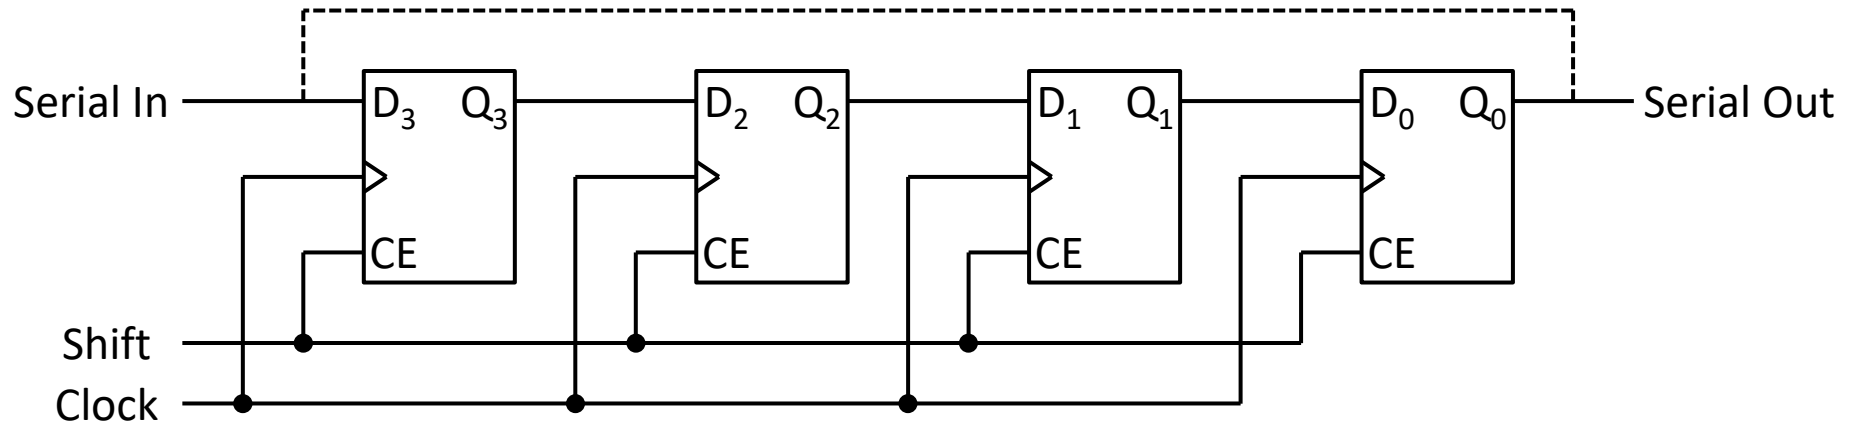 Serial In
D₃ Q₃
CE
D₂ Q₂
CE
D₁ Q₁
CE
D₀ Q₀
CE
Serial Out
Shift
Clock